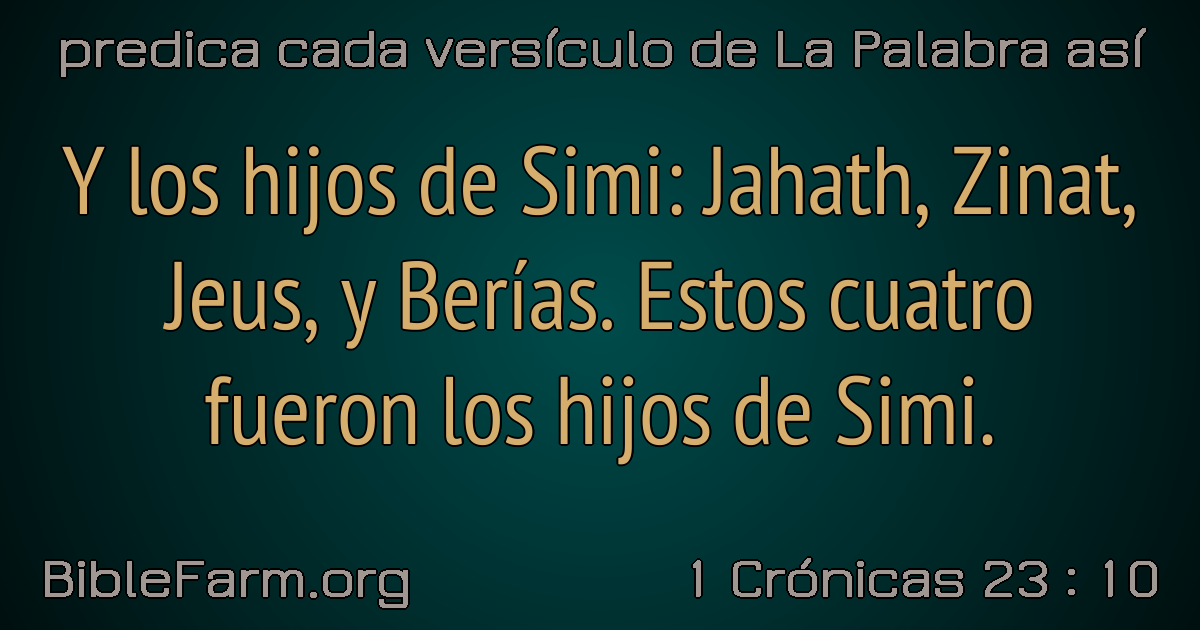 predica cada versículo de La Palabra así
Y los hijos de Simi: Jahath, Zinat,
Jeus, y Berías. Estos cuatro
fueron los hijos de Simi.
BibleFarm.org
1 Crónicas 23 : 10